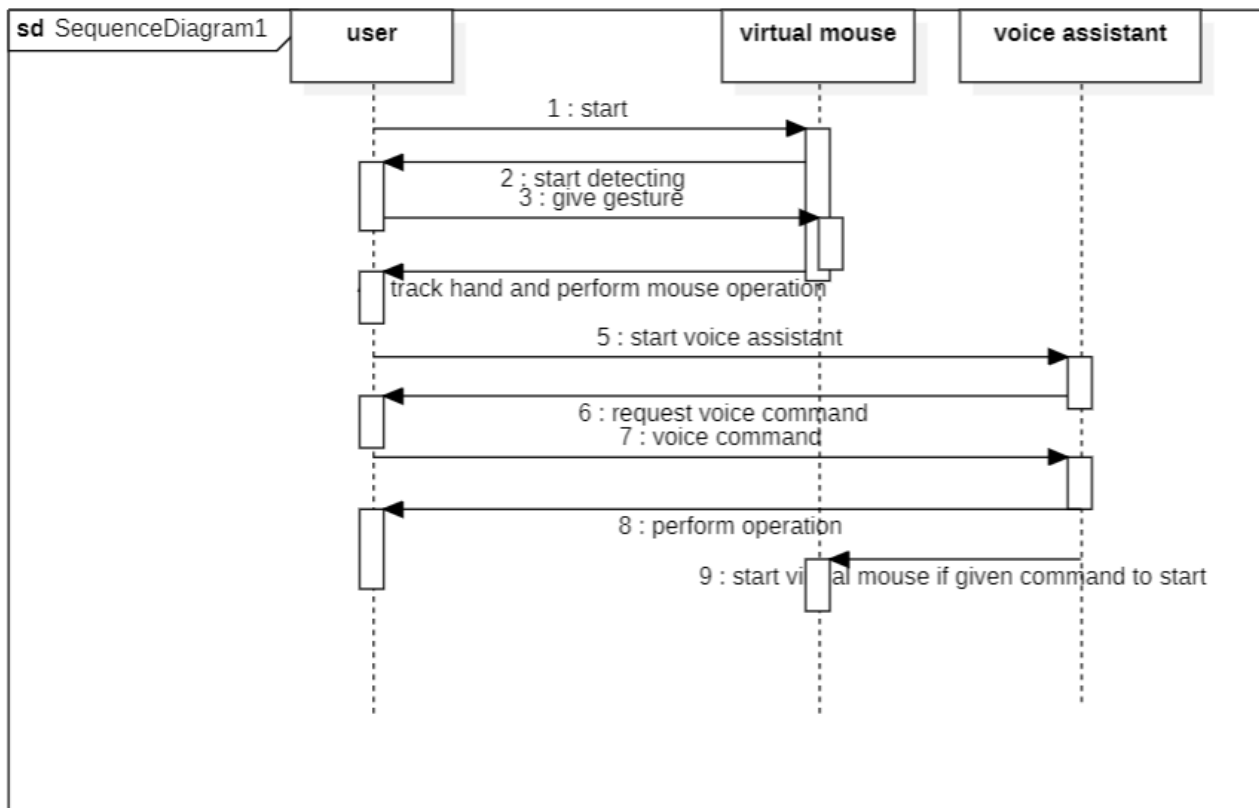 sd SequenceDiagram1
user
virtual mouse
voice assistant
1 : start
2 : start detecting
3 : give gesture
track hand and perform mouse operation
5 : start voice assistant
6 : request voice command
7 : voice command
8 : perform operation
9 : start vi al mouse if given command to start